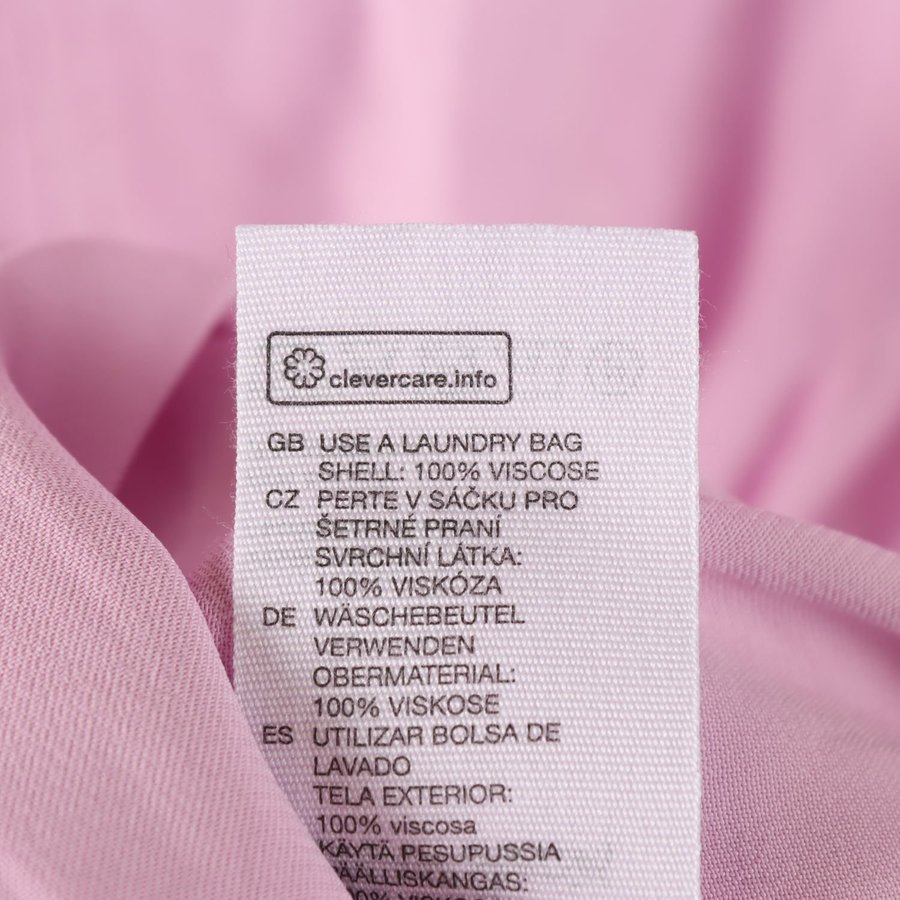 clevercare.info
GB USE A LAUNDRY BAG
SHELL: 100% VISCOSE
CZ PERTE V SÁČKU PRO
ŠETRNÉ PRANÍ
SVRCHNÍ LÁTKA:
100% VISKÓZA
DE WÄSCHEBEUTEL
VERWENDEN
OBERMATERIAL:
100% VISKOSE
ES UTILIZAR BOLSA DE
LAVADO
TELA EXTERIOR:
100% viscosa
KÄYTÄ PESUPUSSIA